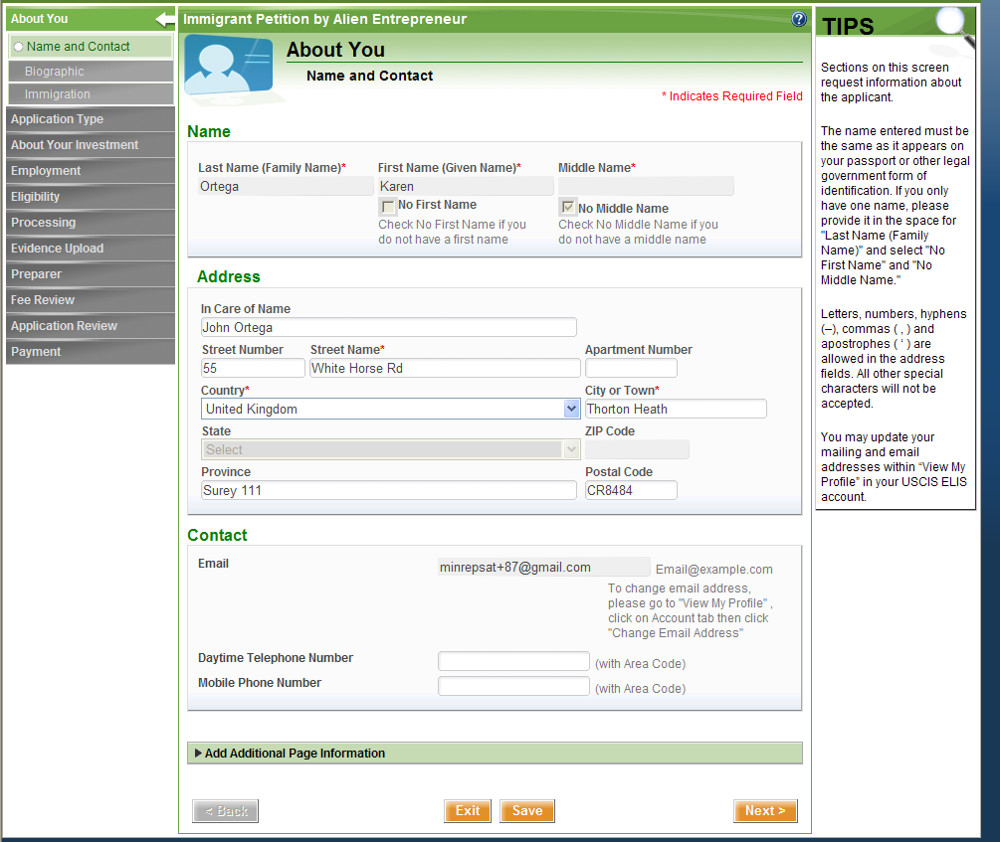 About You
Name and Contact
Biographic
Immigration
Application Type
About Your Investment
Employment
Eligibility
Processing
Evidence Upload
Preparer
Fee Review
Application Review
Payment
Immigrant Petition by Alien Entrepreneur
?
About You
Name and Contact
* Indicates Required Field
Name
Last Name (Family Name)* First Name (Given Name)* Middle Name*
Ortega Karen
No First Name No Middle Name
Check No First Name if you Check No Middle Name if you
do not have a first name do not have a middle name
Address
In Care of Name
John Ortega
Street Number Street Name* Apartment Number
55 White Horse Rd
Country* City or Town*
United Kingdom Thorton Heath
State ZIP Code
Select
Province Postal Code
Surey 111 CR8484
Contact
Email minrepsat+87@gmail.com Email@example.com
To change email address,
please go to "View My Profile" ,
click on Account tab then click
"Change Email Address"
Daytime Telephone Number (with Area Code)
Mobile Phone Number (with Area Code)
Add Additional Page Information
< Back Exit Save Next >
TIPS
Sections on this screen
request information about
the applicant.
The name entered must be
the same as it appears on
your passport or other legal
government form of
identification. If you only
have one name, please
provide it in the space for
"Last Name (Family
Name)" and select "No
First Name" and "No
Middle Name."
Letters, numbers, hyphens
(–), commas ( , ) and
apostrophes ( ‘ ) are
allowed in the address
fields. All other special
characters will not be
accepted.
You may update your
mailing and email
addresses within “View My
Profile” in your USCIS ELIS
account.